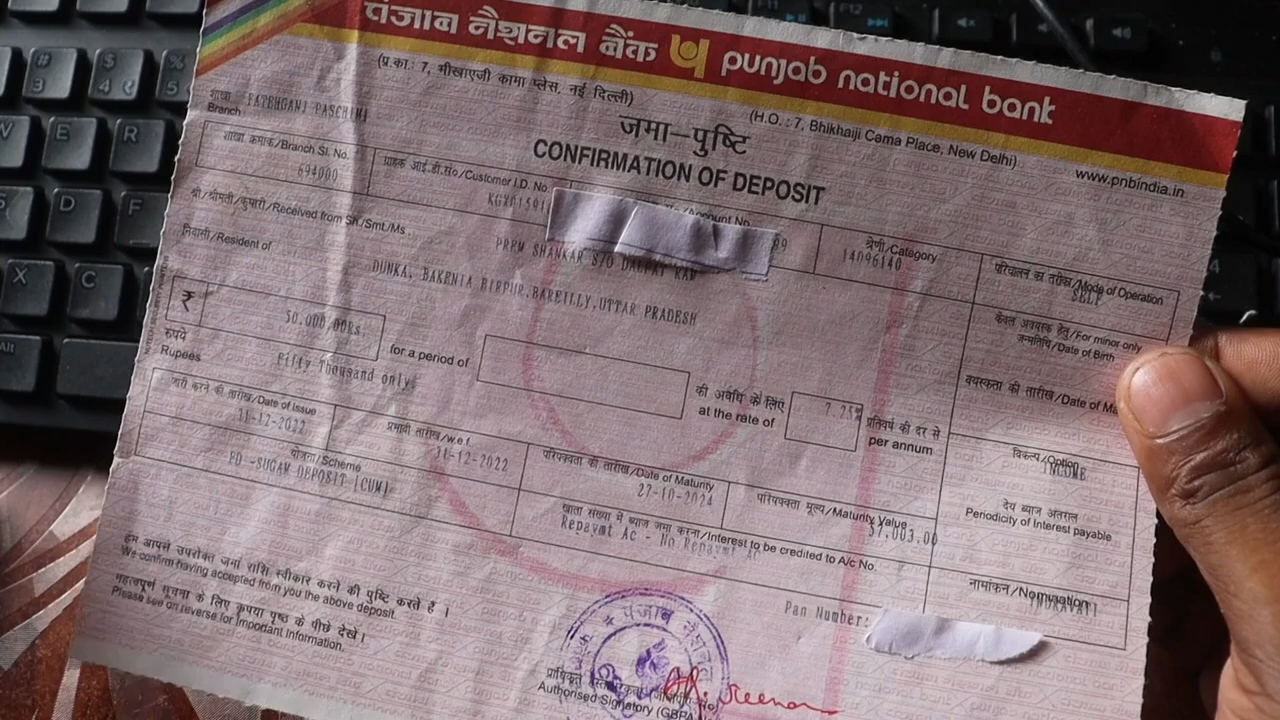 पंजाब नैशनल बैंक punjab national bank
(प्र.का.: 7, भीखाएजी कामा प्लेस, नई दिल्ली)
(H.O. : 7, Bhikhaiji Cama Place, New Delhi)
www.pnbindia.in
जमा–पुष्टि
CONFIRMATION OF DEPOSIT
शाखा FATEHGANJ PASCHIMI
Branch
शाखा क्रमांक/Branch Sl. No.
694000
ग्राहक आई.डी.सं०/Customer I.D. No.
Account No.
99
श्रेणी/Category
14096140
परिचालन का तरीका/Mode of Operation
SELF
श्री/श्रीमती/कुमारी/Received from Sh./Smt./Ms.
PREM SHANKAR S/O
निवासी/Resident of
DUNKA, BAKENIA BIRPUR,BAREILLY,UTTAR PRADESH
केवल अवयस्क हेतु/For minor only
जन्मतिथि/Date of Birth
वयस्कता की तारीख/Date of
₹ 50,000.00Rs.
रुपये
Rupees Fifty Thousand only
for a period of
की अवधि के लिए
at the rate of
7.25%
प्रतिवर्ष की दर से
per annum
जारी करने की तारीख/Date of Issue
31-12-2022
प्रभावी तारीख/w.e.f.
31-12-2022
परिपक्वता की तारीख/Date of Maturity
27-10-2024
परिपक्वता मूल्य/Maturity Value
57,003.00
विकल्प/Option
INCOME
योजना/Scheme
FD -SUGAM DEPOSIT (CUM)
खाता संख्या में ब्याज जमा करना/Interest to be credited to A/c No.
Repaymt Ac - No Repaymt Ac
देय ब्याज अंतराल
Periodicity of Interest payable
हम आपसे उपरोक्त जमा राशि स्वीकार करने की पुष्टि करते है ।
We confirm having accepted from you the above deposit.
महत्वपूर्ण सूचना के लिए कृपया पृष्ठ के पीछे देखें।
Please see on reverse for Important Information.
Pan Number:
नामांकन/Nomination
INDRAVATI
पंजाब नैशनल
Authorised Signatory (GBPA